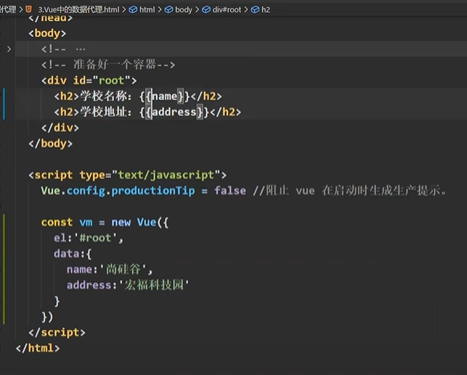 代理 > 3.Vue中的数据代理.html > html > body > div#root > h2
</head>
<body>
<!-- ···
<!-- 准备好一个容器-->
<div id="root">
<h2>学校名称：{{name}}</h2>
<h2>学校地址：{{address}}</h2>
</div>
</body>
<script type="text/javascript">
Vue.config.productionTip = false //阻止 vue 在启动时生成生产提示。
const vm = new Vue({
el:'#root',
data:{
name:'尚硅谷',
address:'宏福科技园'
}
})
</script>
</html>